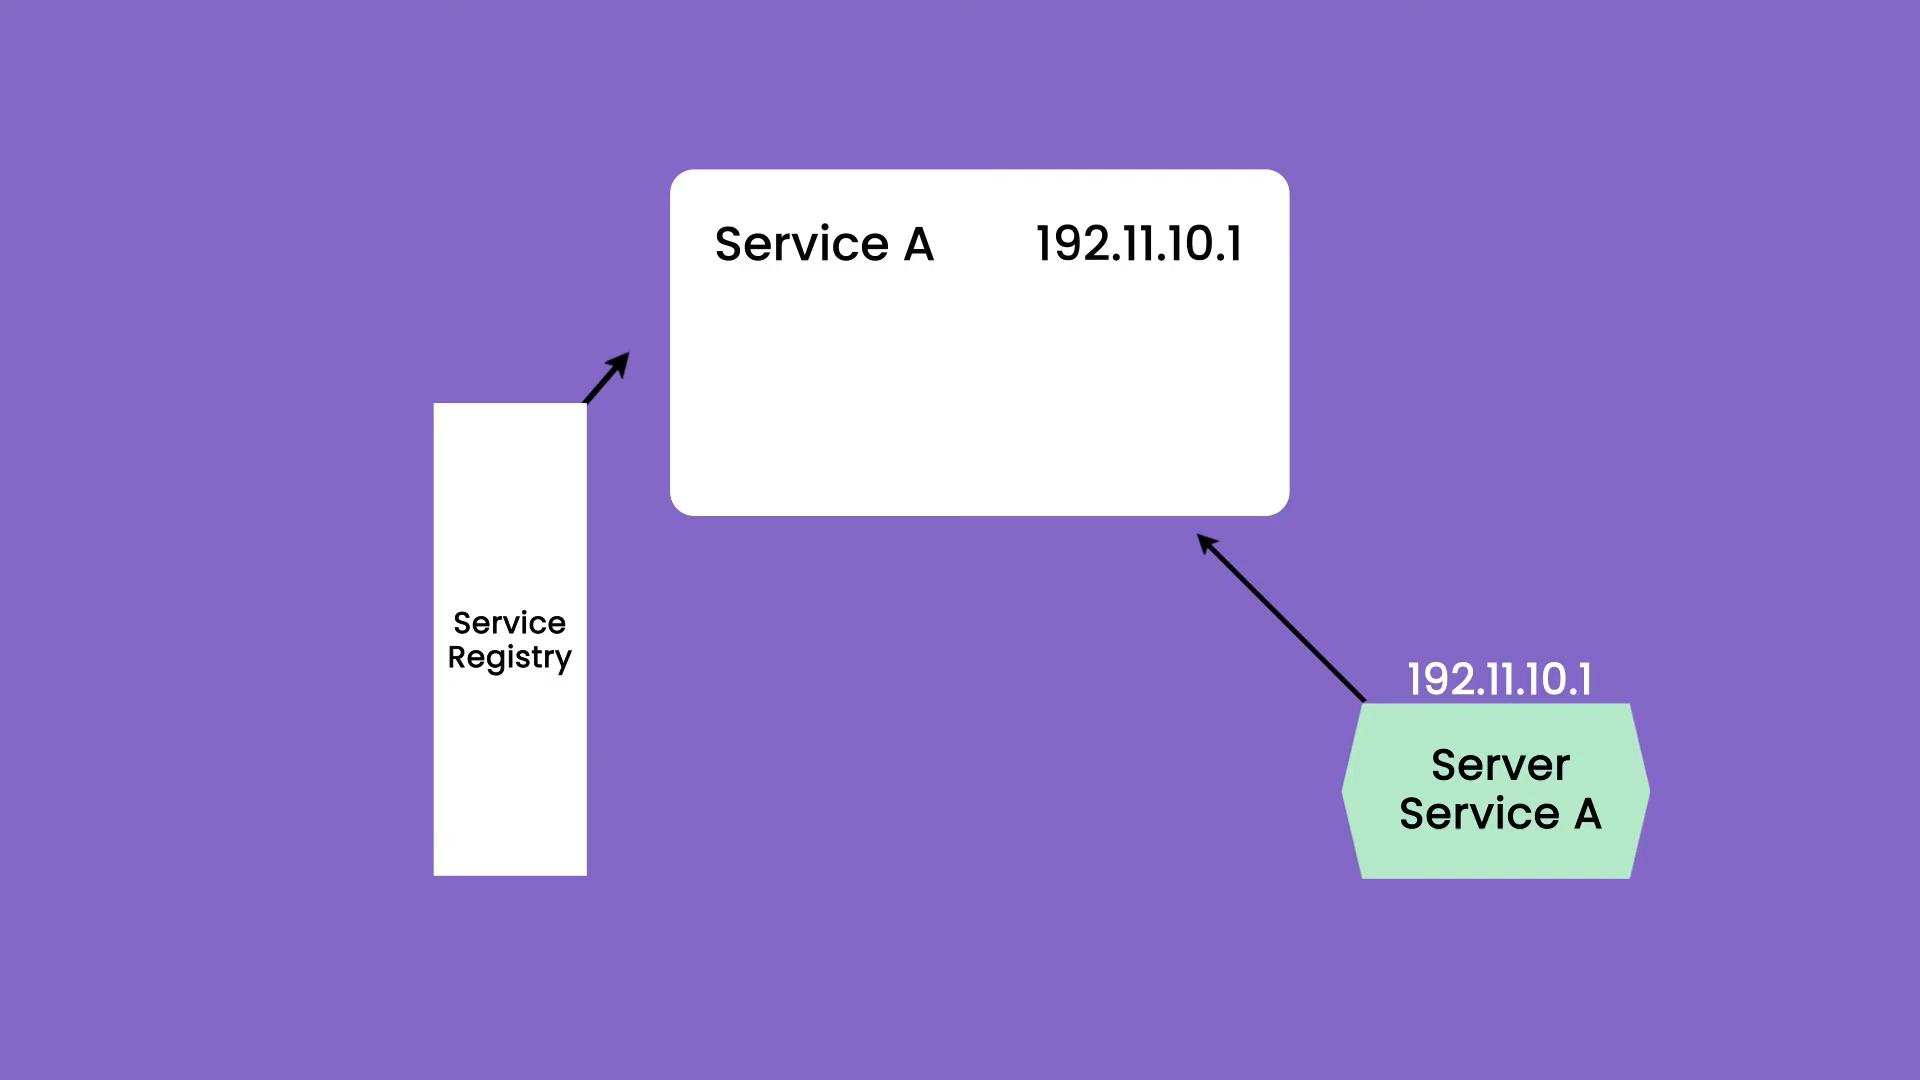 Service A 192.11.10.1
Service
Registry
192.11.10.1
Server
Service A